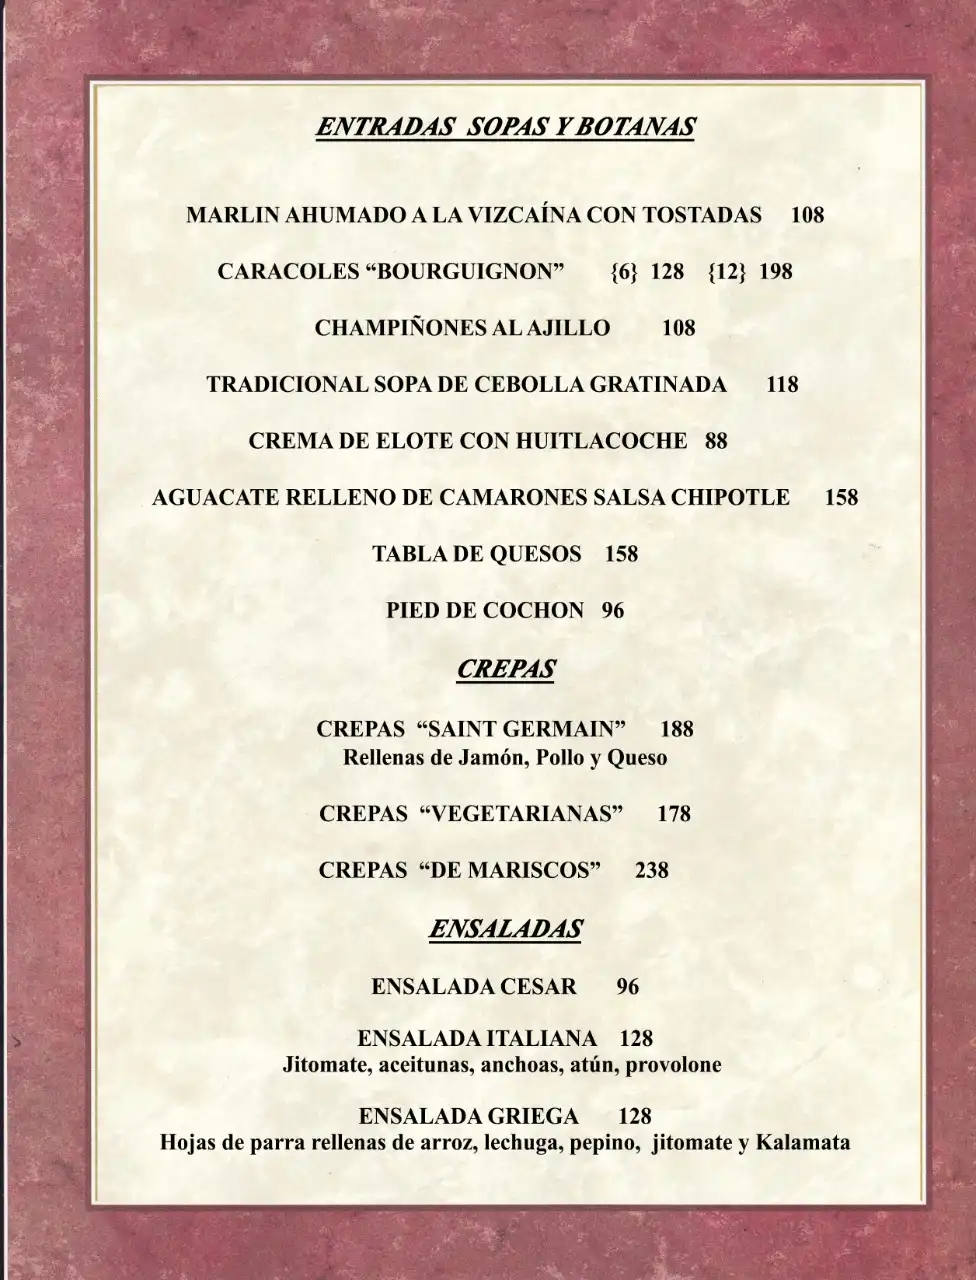 ENTRADAS SOPAS Y BOTANAS
MARLIN AHUMADO A LA VIZCAÍNA CON TOSTADAS 108
CARACOLES “BOURGUIGNON” {6} 128 {12} 198
CHAMPIÑONES AL AJILLO 108
TRADICIONAL SOPA DE CEBOLLA GRATINADA 118
CREMA DE ELOTE CON HUITLACOCHE 88
AGUACATE RELLENO DE CAMARONES SALSA CHIPOTLE 158
TABLA DE QUESOS 158
PIED DE COCHON 96
CREPAS
CREPAS “SAINT GERMAIN” 188
Rellenas de Jamón, Pollo y Queso
CREPAS “VEGETARIANAS” 178
CREPAS “DE MARISCOS” 238
ENSALADAS
ENSALADA CESAR 96
ENSALADA ITALIANA 128
Jitomate, aceitunas, anchoas, atún, provolone
ENSALADA GRIEGA 128
Hojas de parra rellenas de arroz, lechuga, pepino, jitomate y Kalamata